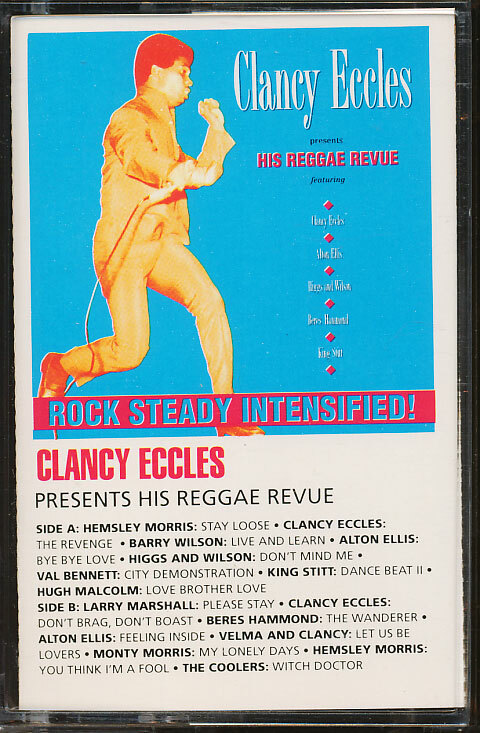 Clancy Eccles
presents
HIS REGGAE REVUE
featuring
Clancy Eccles
Alton Ellis
Higgs and Wilson
Beres Hammond
King Stitt
ROCK STEADY INTENSIFIED!
CLANCY ECCLES
PRESENTS HIS REGGAE REVUE
SIDE A: HEMSLEY MORRIS: STAY LOOSE • CLANCY ECCLES:
THE REVENGE • BARRY WILSON: LIVE AND LEARN • ALTON ELLIS:
BYE BYE LOVE • HIGGS AND WILSON: DON'T MIND ME •
VAL BENNETT: CITY DEMONSTRATION • KING STITT: DANCE BEAT II •
HUGH MALCOLM: LOVE BROTHER LOVE
SIDE B: LARRY MARSHALL: PLEASE STAY • CLANCY ECCLES:
DON'T BRAG, DON'T BOAST • BERES HAMMOND: THE WANDERER •
ALTON ELLIS: FEELING INSIDE • VELMA AND CLANCY: LET US BE
LOVERS • MONTY MORRIS: MY LONELY DAYS • HEMSLEY MORRIS:
YOU THINK I'M A FOOL • THE COOLERS: WITCH DOCTOR